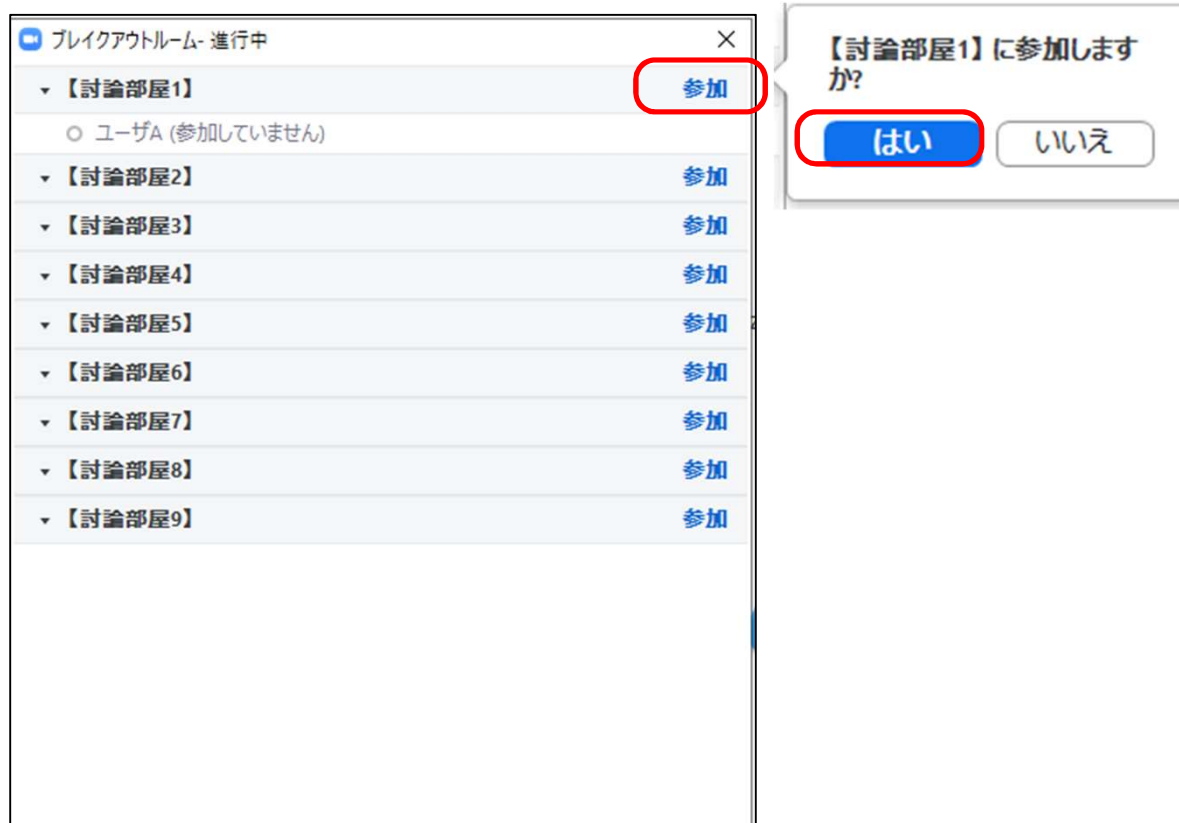 ブレイクアウトルーム- 進行中
【討論部屋1】 参加
ユーザA (参加していません)
【討論部屋2】 参加
【討論部屋3】 参加
【討論部屋4】 参加
【討論部屋5】 参加
【討論部屋6】 参加
【討論部屋7】 参加
【討論部屋8】 参加
【討論部屋9】 参加
【討論部屋1】に参加します
か?
はい いいえ